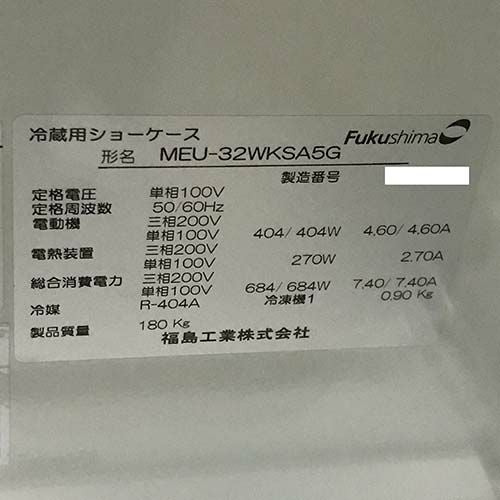 冷蔵用ショーケース Fukushima
形名 MEU-32WKSA5G
製造番号
定格電圧 単相100V
定格周波数 50/60Hz
電動機 三相200V
単相100V 404/ 404W 4.60/ 4.60A
電熱装置 三相200V
単相100V 270W 2.70A
総合消費電力 三相200V
単相100V 684/ 684W 7.40/ 7.40A
冷媒 R-404A 冷凍機1 0.90 Kg
製品質量 180 Kg
福島工業株式会社